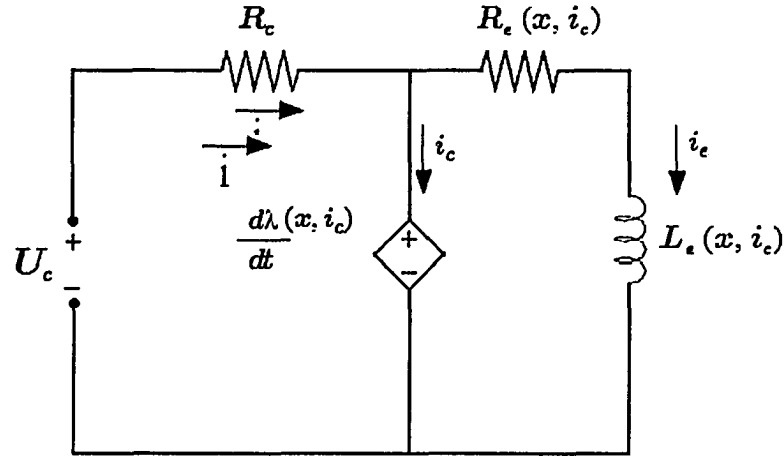 R_c
R_e (x, i_c)
i
i
i_c
i_e
dλ(x, i_c)
dt
+
−
U_c
+
−
L_e (x, i_c)